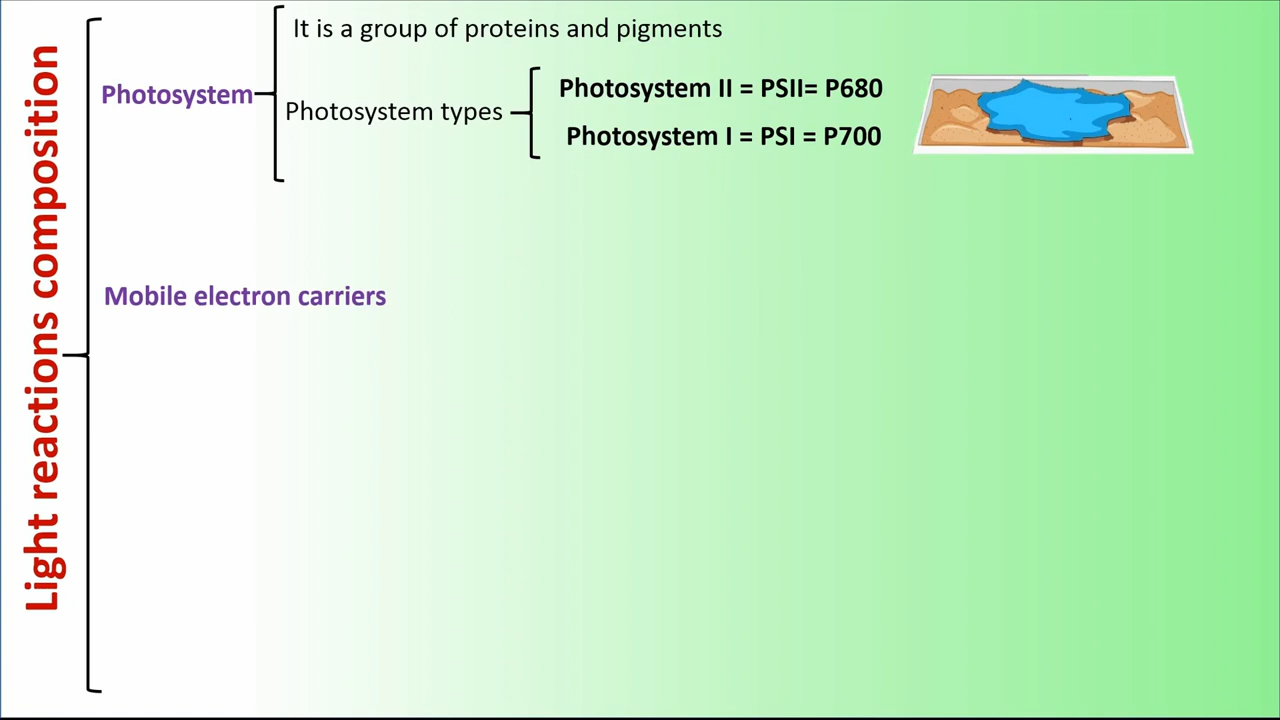 Light reactions composition
Photosystem
It is a group of proteins and pigments
Photosystem types
Photosystem II = PSII= P680
Photosystem I = PSI = P700
Mobile electron carriers